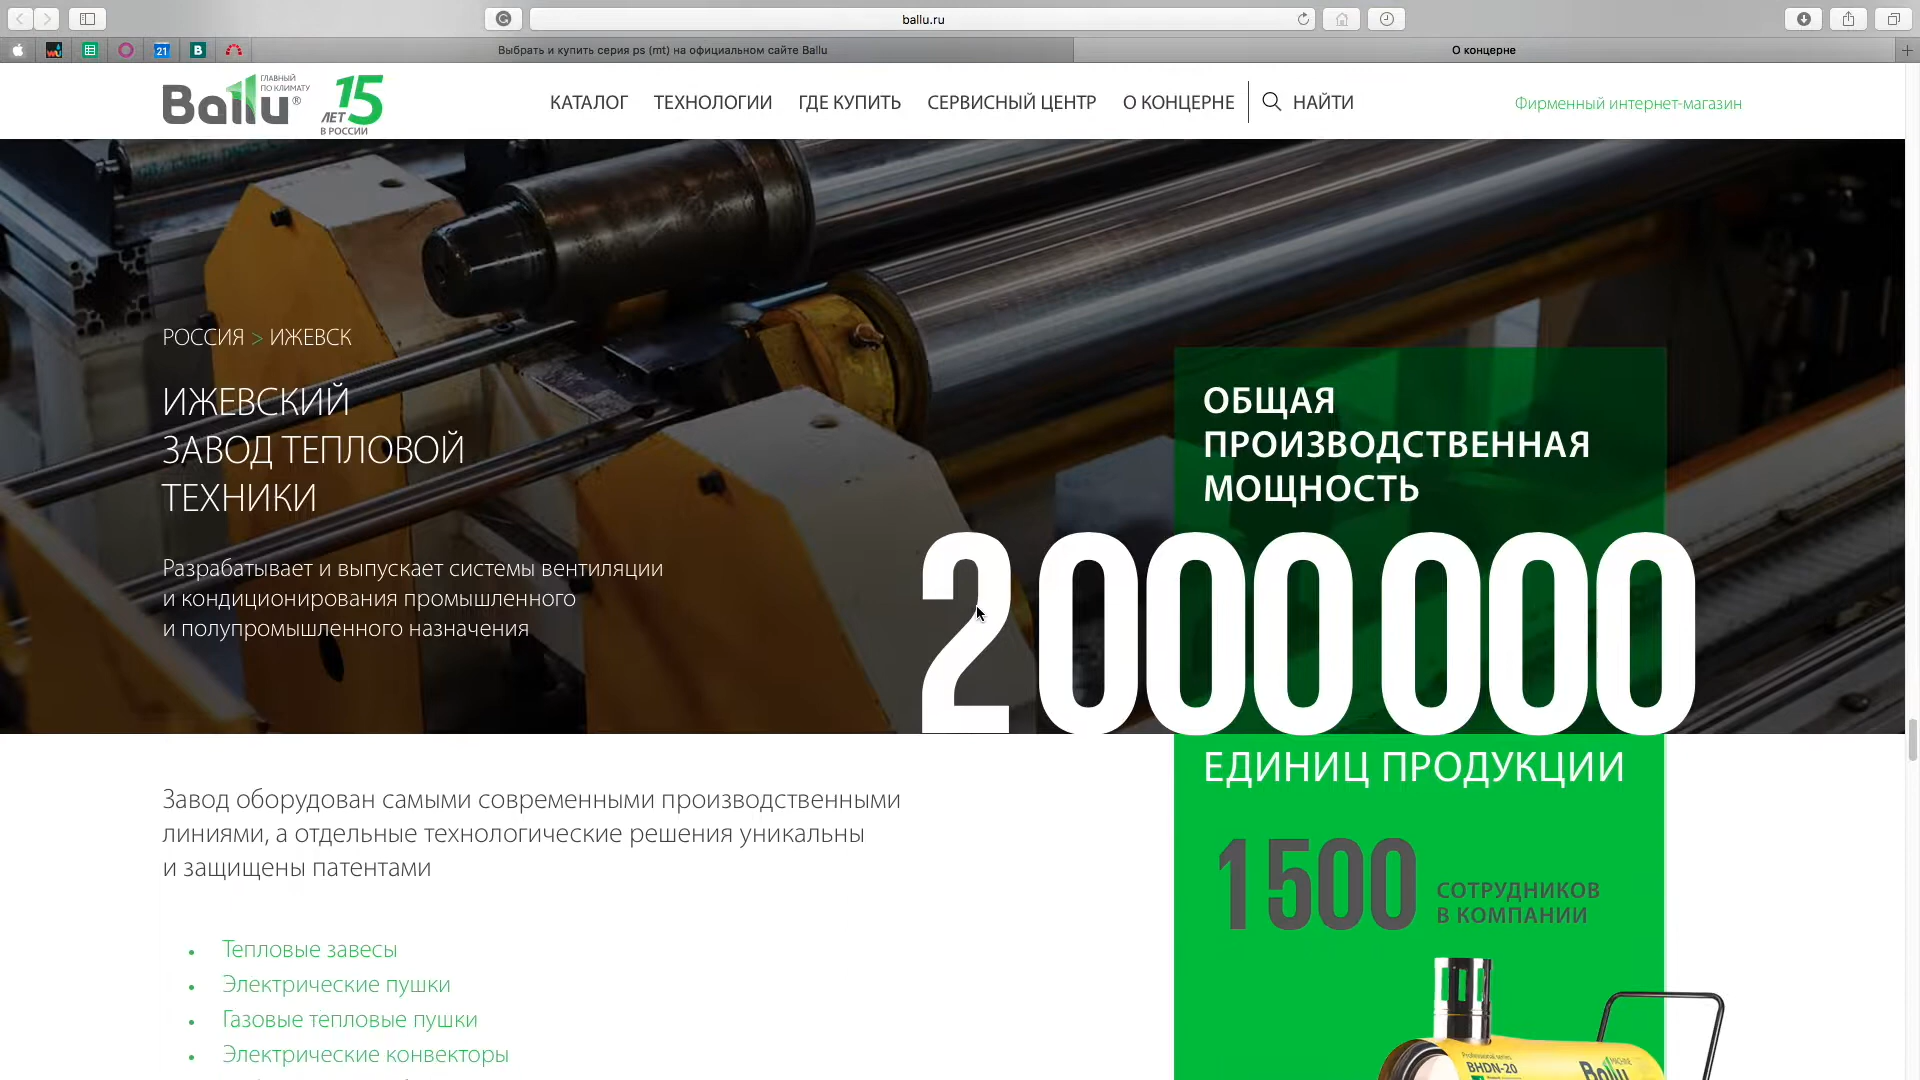 ballu.ru
21
B
Выбрать и купить серия ps (mt) на официальном сайте Ballu
О концерне
Ballu®
ГЛАВНЫЙ
ПО КЛИМАТУ
15
ЛЕТ
В РОССИИ
КАТАЛОГ
ТЕХНОЛОГИИ
ГДЕ КУПИТЬ
СЕРВИСНЫЙ ЦЕНТР
О КОНЦЕРНЕ
НАЙТИ
Фирменный интернет-магазин
РОССИЯ > ИЖЕВСК
ИЖЕВСКИЙ
ЗАВОД ТЕПЛОВОЙ
ТЕХНИКИ
Разрабатывает и выпускает системы вентиляции
и кондиционирования промышленного
и полупромышленного назначения
ОБЩАЯ
ПРОИЗВОДСТВЕННАЯ
МОЩНОСТЬ
2 000 000
ЕДИНИЦ ПРОДУКЦИИ
1500
СОТРУДНИКОВ
В КОМПАНИИ
Завод оборудован самыми современными производственными
линиями, а отдельные технологические решения уникальны
и защищены патентами
• Тепловые завесы
• Электрические пушки
• Газовые тепловые пушки
• Электрические конвекторы
Professional series
BHDN-20
Ballu